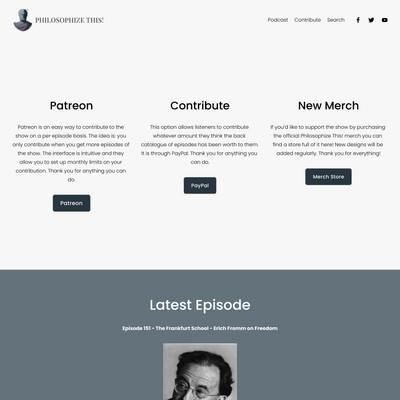 PHILOSOPHIZE THIS!
Podcast Contribute Search
Patreon
Patreon is an easy way to contribute to the
show on a per episode basis. The idea is you
only contribute when you get more episodes of
the show. The interface is intuitive and they
allow you to set up monthly limits on your
contribution. Thank you for anything you can
do.
Patreon
Contribute
This option allows listeners to contribute
whatever amount they think the back
catalogue of episodes has been worth to them
it is through PayPal. Thank you for anything you
can do.
PayPal
New Merch
If you'd like to support the show by purchasing
the official Philosophize This! merch you can
find a store full of it here! New designs will be
added regularly. Thank you for everything!
Merch Store
Latest Episode
Episode 151 - The Frankfurt School - Erich Fromm on Freedom